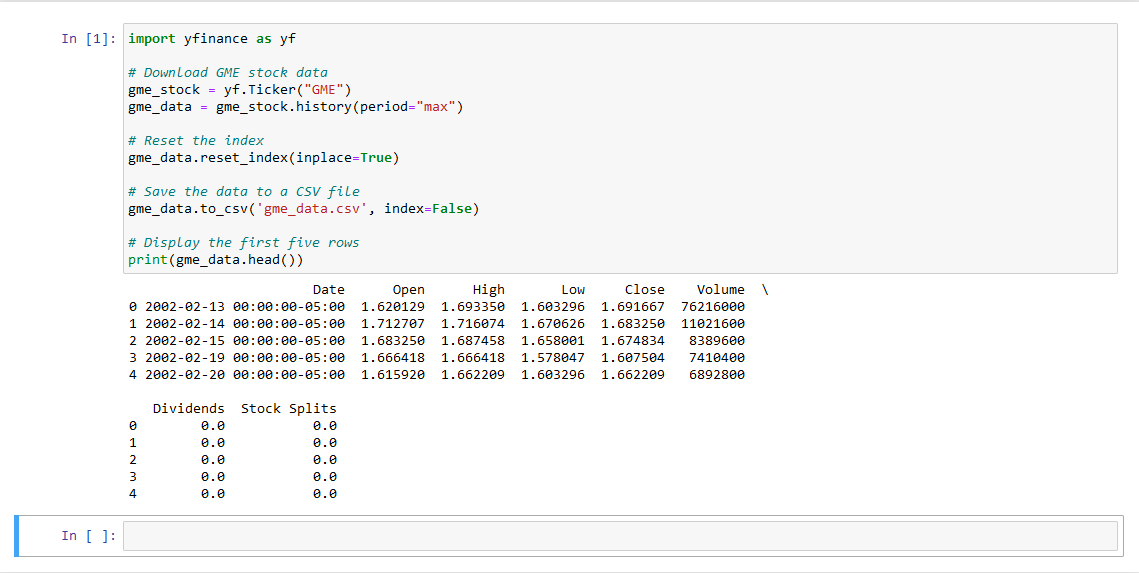 In [1]: import yfinance as yf
# Download GME stock data
gme_stock = yf.Ticker("GME")
gme_data = gme_stock.history(period="max")
# Reset the index
gme_data.reset_index(inplace=True)
# Save the data to a CSV file
gme_data.to_csv('gme_data.csv', index=False)
# Display the first five rows
print(gme_data.head())
Date Open High Low Close Volume \
0 2002-02-13 00:00:00-05:00 1.620129 1.693350 1.603296 1.691667 76216000
1 2002-02-14 00:00:00-05:00 1.712707 1.716074 1.670626 1.683250 11021600
2 2002-02-15 00:00:00-05:00 1.683250 1.687458 1.658001 1.674834 8389600
3 2002-02-19 00:00:00-05:00 1.666418 1.666418 1.578047 1.607504 7410400
4 2002-02-20 00:00:00-05:00 1.615920 1.662209 1.603296 1.662209 6892800
Dividends Stock Splits
0 0.0 0.0
1 0.0 0.0
2 0.0 0.0
3 0.0 0.0
4 0.0 0.0
In [ ]: